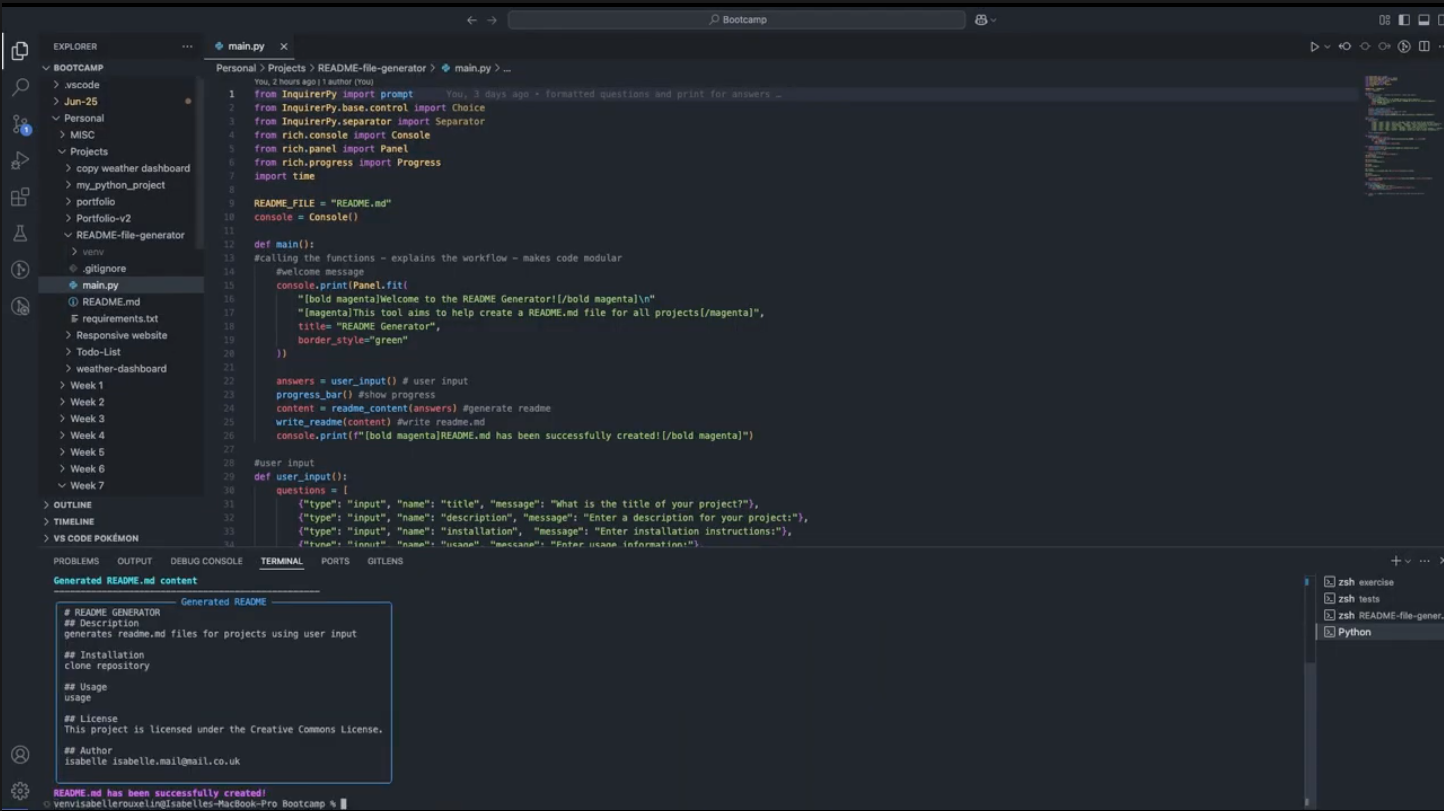 Bootcamp
EXPLORER
BOOTCAMP
.vscode
Jun-25
Personal
MISC
Projects
copy weather dashboard
my_python_project
portfolio
Portfolio-v2
README-file-generator
venv
.gitignore
main.py
README.md
requirements.txt
Responsive website
Todo-List
weather-dashboard
Week 1
Week 2
Week 3
Week 4
Week 5
Week 6
Week 7
OUTLINE
TIMELINE
VS CODE POKÉMON
1
main.py
Personal > Projects > README-file-generator > main.py > ...
You, 2 hours ago | 1 author (You)
1 from InquirerPy import prompt You, 3 days ago • formatted questions and print for answers …
2 from InquirerPy.base.control import Choice
3 from InquirerPy.separator import Separator
4 from rich.console import Console
5 from rich.panel import Panel
6 from rich.progress import Progress
7 import time
8
9 README_FILE = "README.md"
10 console = Console()
11
12 def main():
13 #calling the functions – explains the workflow – makes code modular
14 #welcome message
15 console.print(Panel.fit(
16 "[bold magenta]Welcome to the README Generator![/bold magenta]\n"
17 "[magenta]This tool aims to help create a README.md file for all projects[/magenta]",
18 title= "README Generator",
19 border_style="green"
20 ))
21
22 answers = user_input() # user input
23 progress_bar() #show progress
24 content = readme_content(answers) #generate readme
25 write_readme(content) #write readme.md
26 console.print(f"[bold magenta]README.md has been successfully created![/bold magenta]")
27
28 #user input
29 def user_input():
30 questions = [
31 {"type": "input", "name": "title", "message": "What is the title of your project?"},
32 {"type": "input", "name": "description", "message": "Enter a description for your project:"},
33 {"type": "input", "name": "installation", "message": "Enter installation instructions:"},
34 {"type": "input", "name": "usage", "message": "Enter usage information:"},
PROBLEMS OUTPUT DEBUG CONSOLE TERMINAL PORTS GITLENS
Generated README.md content
Generated README
# README GENERATOR
## Description
generates readme.md files for projects using user input
## Installation
clone repository
## Usage
usage
## License
This project is licensed under the Creative Commons License.
## Author
isabelle isabelle.mail@mail.co.uk
README.md has been successfully created!
venvisabellerouxelin@Isabelles-MacBook-Pro Bootcamp %
zsh exercise
zsh tests
zsh README-file-gener...
Python